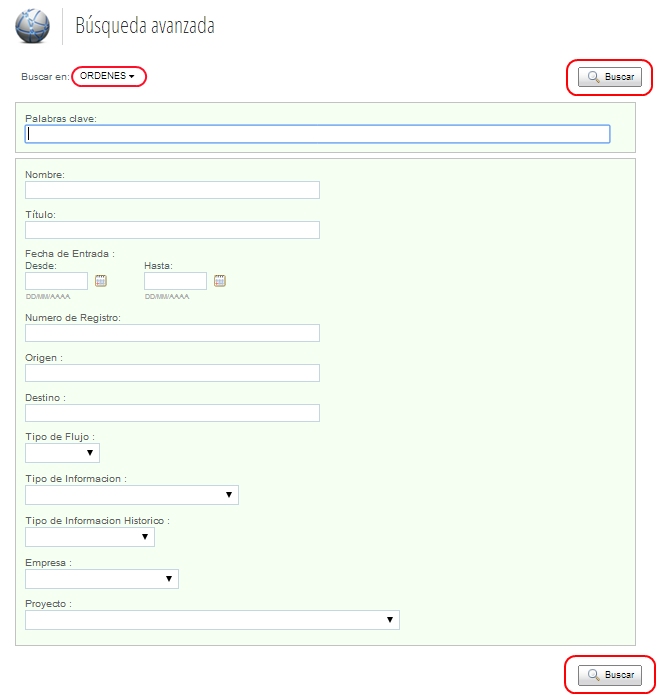 Búsqueda avanzada
Buscar en: ORDENES
Buscar
Palabras clave:
Nombre:
Título:
Fecha de Entrada :
Desde: Hasta:
DD/MM/AAAA DD/MM/AAAA
Numero de Registro:
Origen :
Destino :
Tipo de Flujo :
Tipo de Informacion :
Tipo de Informacion Historico :
Empresa :
Proyecto :
Buscar